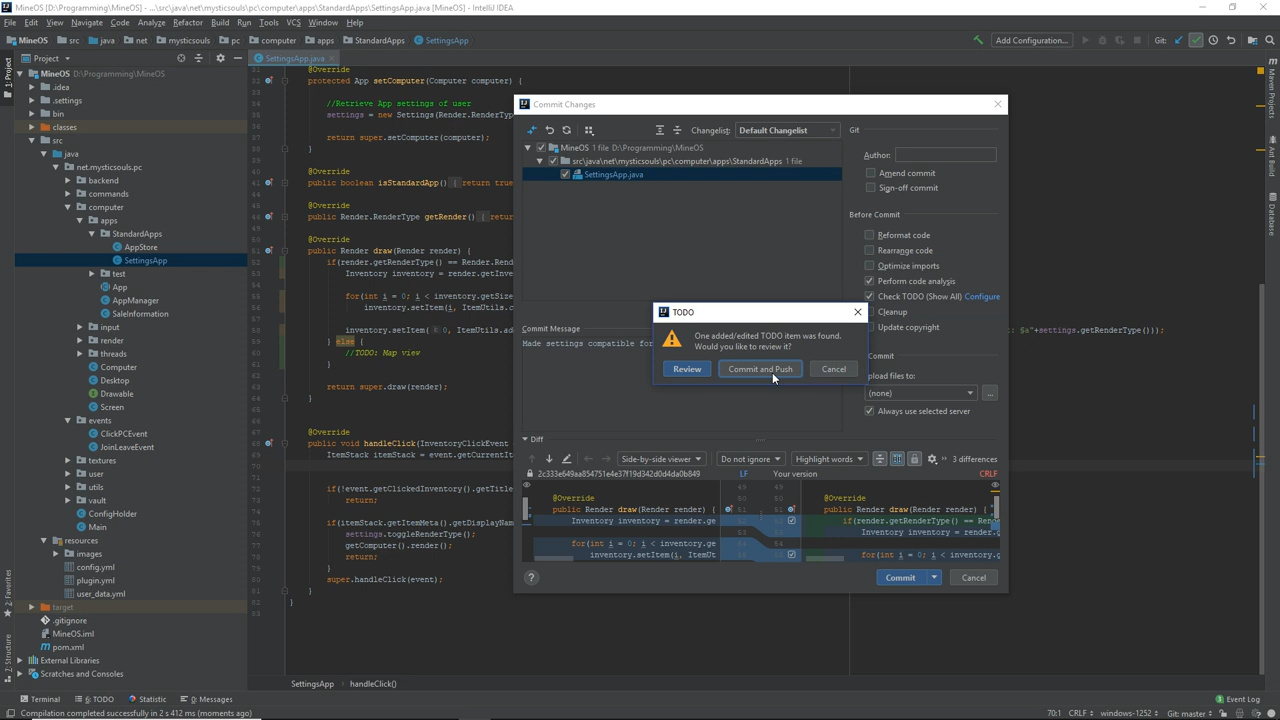 MineOS [D:\Programming\MineOS] - ...\src\java\net\mysticsouls\pc\computer\apps\StandardApps\SettingsApp.java [MineOS] - IntelliJ IDEA
File Edit View Navigate Code Analyze Refactor Build Run Tools VCS Window Help
MineOS src java net mysticsouls pc computer apps StandardApps SettingsApp
Add Configuration... Git:
1: Project
Project
SettingsApp.java
MineOS D:\Programming\MineOS
.idea
.settings
bin
classes
src
java
net.mysticsouls.pc
backend
commands
computer
apps
StandardApps
AppStore
SettingsApp
test
App
AppManager
SaleInformation
input
render
threads
Computer
Desktop
Drawable
Screen
events
ClickPCEvent
JoinLeaveEvent
textures
user
utils
vault
ConfigHolder
Main
resources
images
config.yml
plugin.yml
user_data.yml
target
.gitignore
MineOS.iml
pom.xml
External Libraries
Scratches and Consoles
2: Favorites
7: Structure
@Override
protected App setComputer(Computer computer) {
//Retrieve App settings of user
settings = new Settings(Render.RenderTyp
return super.setComputer(computer);
}
@Override
public boolean isStandardApp() { return true
@Override
public Render.RenderType getRender() { retur
@Override
public Render draw(Render render) {
if(render.getRenderType() == Render.Rend
Inventory inventory = render.getInve
for(int i = 0; i < inventory.getSize
inventory.setItem(i, ItemUtils.c
inventory.setItem( 0, ItemUtils.ad
: §a"+settings.getRenderType()));
} else {
//TODO: Map view
}
return super.draw(render);
}
@Override
public void handleClick(InventoryClickEvent
ItemStack itemStack = event.getCurrentIt
if(!event.getClickedInventory().getTitle
return;
if(itemStack.getItemMeta().getDisplayNam
settings.toggleRenderType();
getComputer().render();
return;
}
super.handleClick(event);
}
}
SettingsApp › handleClick()
Commit Changes
Changelist: Default Changelist
MineOS 1 file D:\Programming\MineOS
src\java\net\mysticsouls\pc\computer\apps\StandardApps 1 file
SettingsApp.java
Git
Author:
Amend commit
Sign-off commit
Before Commit
Reformat code
Rearrange code
Optimize imports
Perform code analysis
Check TODO (Show All) Configure
Cleanup
Update copyright
Commit
pload files to:
(none)
...
Always use selected server
Commit Message
Made settings compatible for
TODO
One added/edited TODO item was found.
Would you like to review it?
Review Commit and Push Cancel
Diff
Side-by-side viewer Do not ignore Highlight words 3 differences
2c333e649aa854751e4e37f19d342d0d4da0b849 LF Your version CRLF
@Override
public Render draw(Render render) {
Inventory inventory = render.ge
for(int i = 0; i < inventory.ge
inventory.setItem(i, ItemUt
@Override
public Render draw(Render render) {
if(render.getRenderType() == Rend
Inventory inventory = render.g
for(int i = 0; i < inventory.g
? Commit Cancel
Maven Projects
Ant Build
Database
Terminal 6: TODO Statistic 0: Messages Event Log
Compilation completed successfully in 2 s 412 ms (moments ago) 70:1 CRLF windows-1252 Git: master